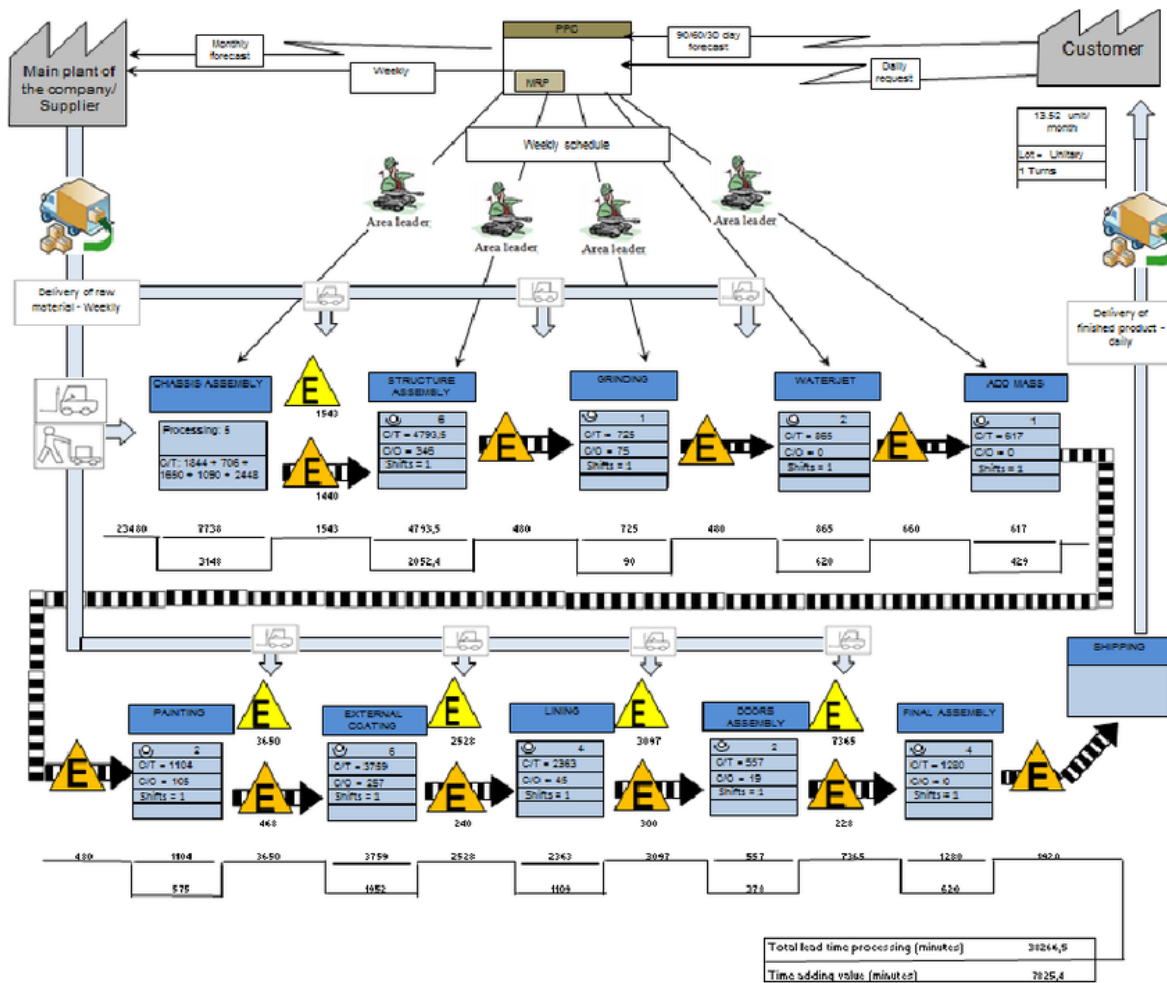 PPC
Monthly
forecast
90/60/30 day
forecast
Customer
Main plant of
the company/
Supplier
Weekly
MRP
Daily
request
13.52 unit/
month
Lot = Unitary
1 Turns
Weekly schedule
Area leader
Area leader
Area leader
Area leader
Delivery of raw
material - Weekly
Delivery of
finished product -
daily
CHASSIS ASSEMBLY
E
1543
STRUCTURE
ASSEMBLY
GRINDING
WATERJET
ADD MASS
Processing: 5
C/T: 1844 + 706 +
1650 + 1090 + 2448
E
1440
6
C/T = 4793,5
C/O = 346
Shifts = 1
E
1
C/T = 725
C/O = 75
Shifts = 1
E
2
C/T = 865
C/O = 0
Shifts = 1
E
1
C/T = 617
C/O = 0
Shifts = 1
23480 7738 1543 4793,5 480 725 480 865 660 617
3148 2052,4 90 620 429
SHIPPING
PAINTING
E
3650
EXTERNAL
COATING
E
2528
LINING
E
3097
DOORS
ASSEMBLY
E
7365
FINAL ASSEMBLY
E
2
C/T = 1104
C/O = 105
Shifts = 1
E
468
6
C/T = 3759
C/O = 257
Shifts = 1
E
240
4
C/T = 2363
C/O = 45
Shifts = 1
E
300
2
C/T = 557
C/O = 19
Shifts = 1
E
228
4
C/T = 1280
C/O = 0
Shifts = 1
E
480 1104 3650 3759 2528 2363 3097 557 7365 1280 1920
575 1109 620
Total lead time processing (minutes)
Time adding value (minutes) 7825,4